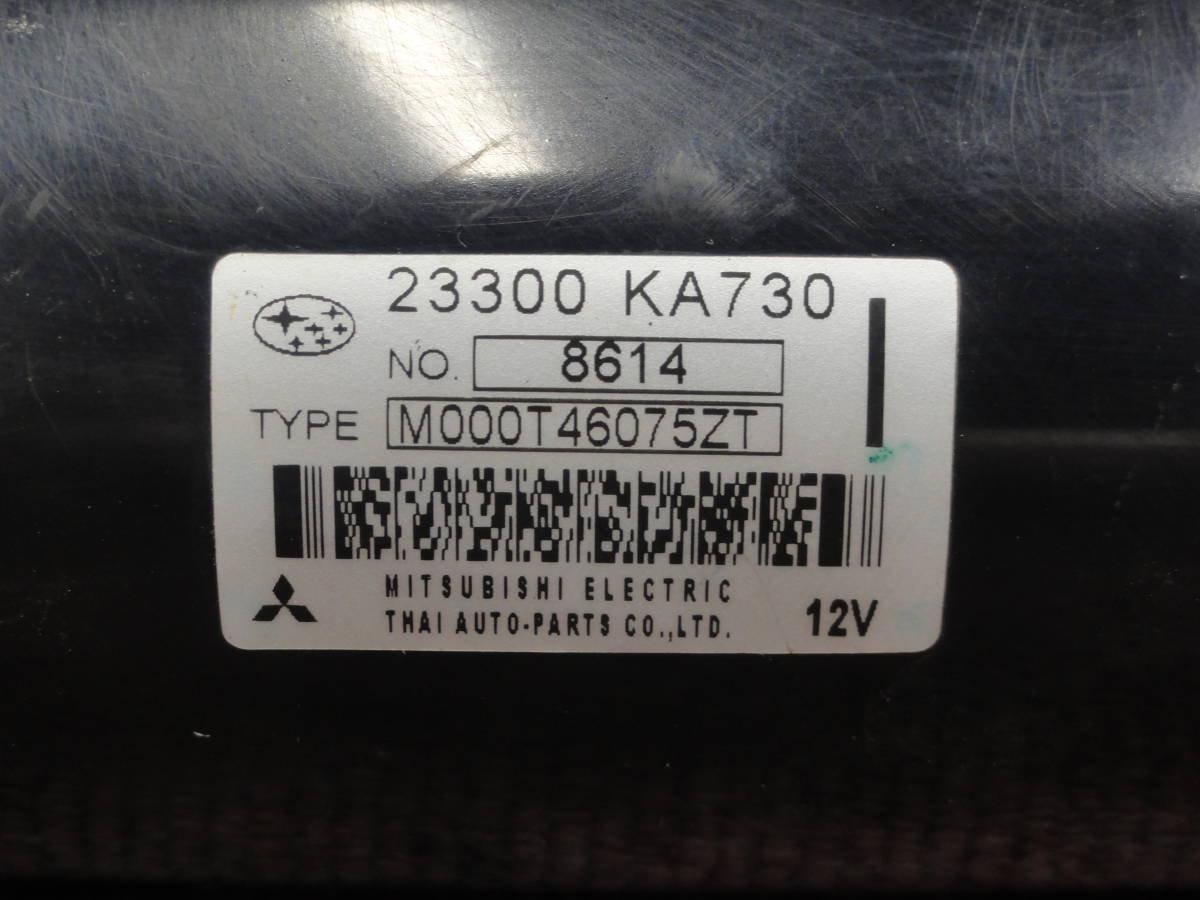 23300 KA730
NO. 8614
TYPE M000T46075ZT
MITSUBISHI ELECTRIC
THAI AUTO-PARTS CO.,LTD.
12V